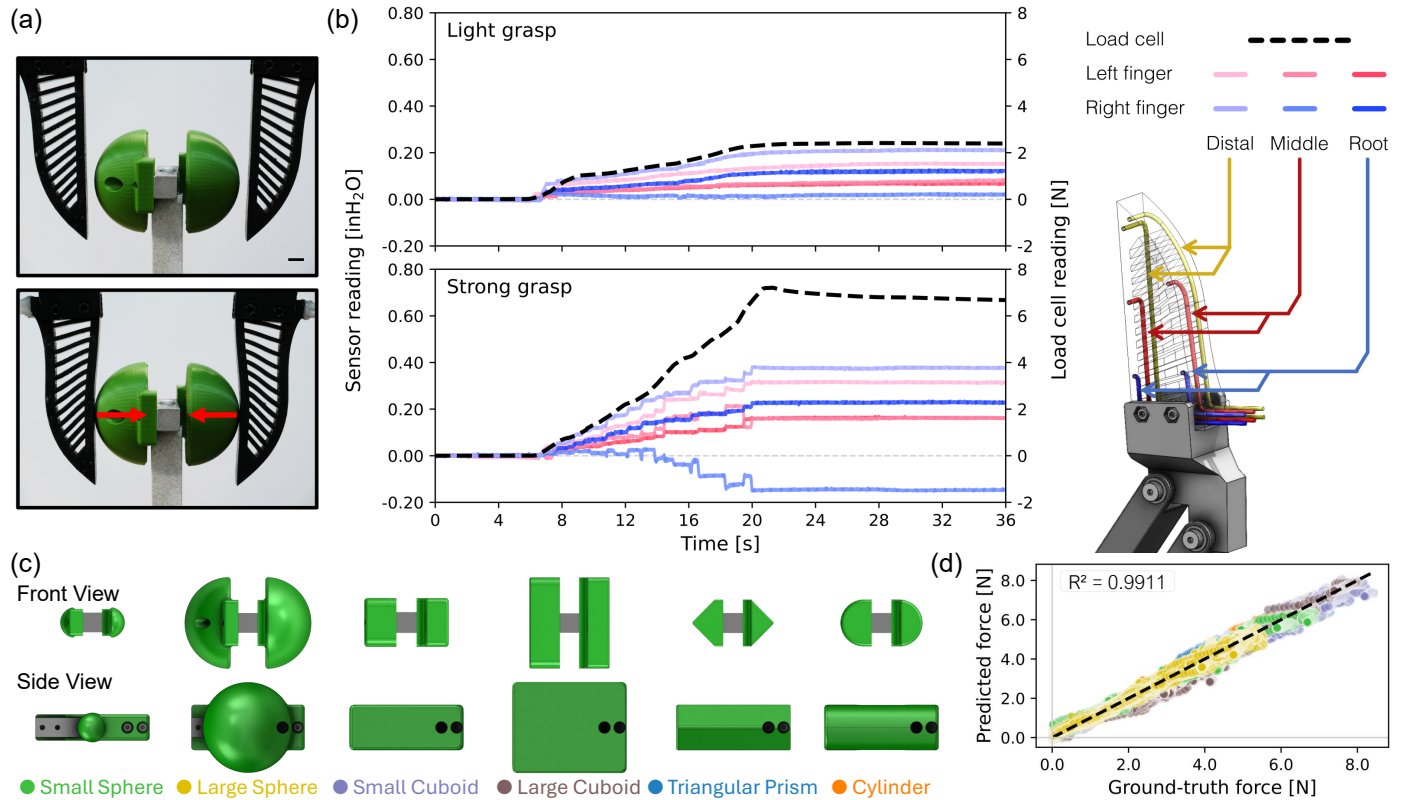 (a)
(b)
0.80
0.60
0.40
0.20
0.00
-0.20
Light grasp
8
6
4
2
0
-2
0.80
0.60
0.40
0.20
0.00
-0.20
Strong grasp
8
6
4
2
0
-2
Sensor reading [inH₂O]
Load cell reading [N]
0 4 8 12 16 20 24 28 32 36
Time [s]
Load cell
Left finger
Right finger
Distal Middle Root
(c)
Front View
Side View
Small Sphere Large Sphere Small Cuboid Large Cuboid Triangular Prism Cylinder
(d)
R² = 0.9911
Predicted force [N]
8.0
6.0
4.0
2.0
0.0
0.0 2.0 4.0 6.0 8.0
Ground-truth force [N]